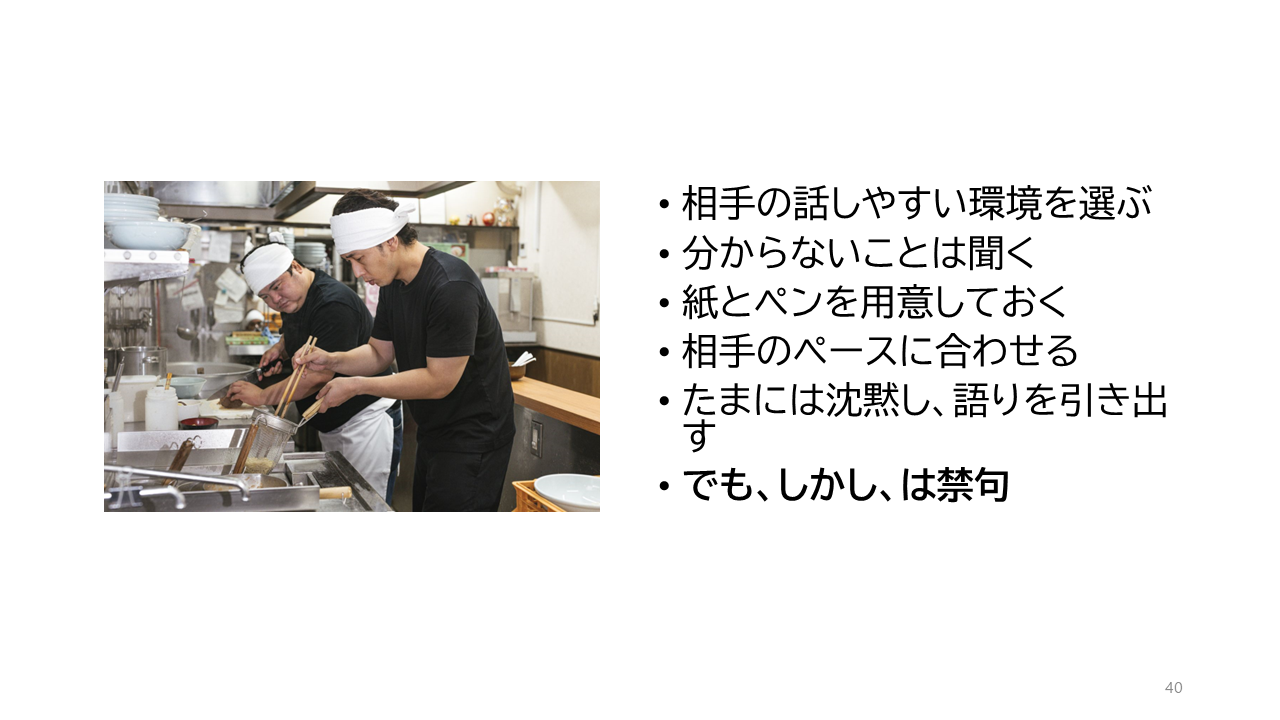 • 相手の話しやすい環境を選ぶ
• 分からないことは聞く
• 紙とペンを用意しておく
• 相手のペースに合わせる
• たまには沈黙し、語りを引き出
す
• でも、しかし、は禁句
40